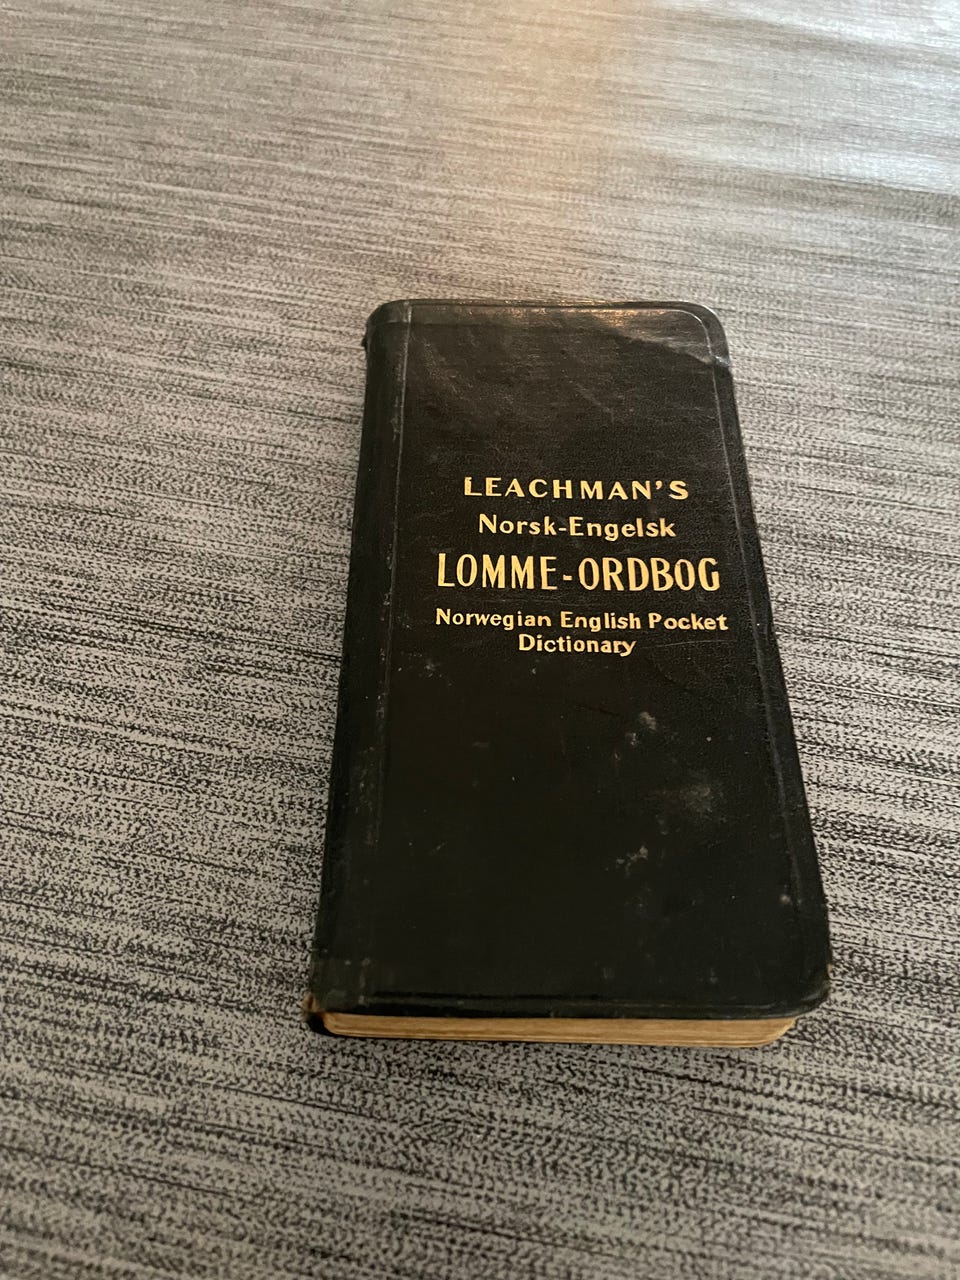 LEACHMAN'S
Norsk-Engelsk
LOMME-ORDBOG
Norwegian English Pocket
Dictionary